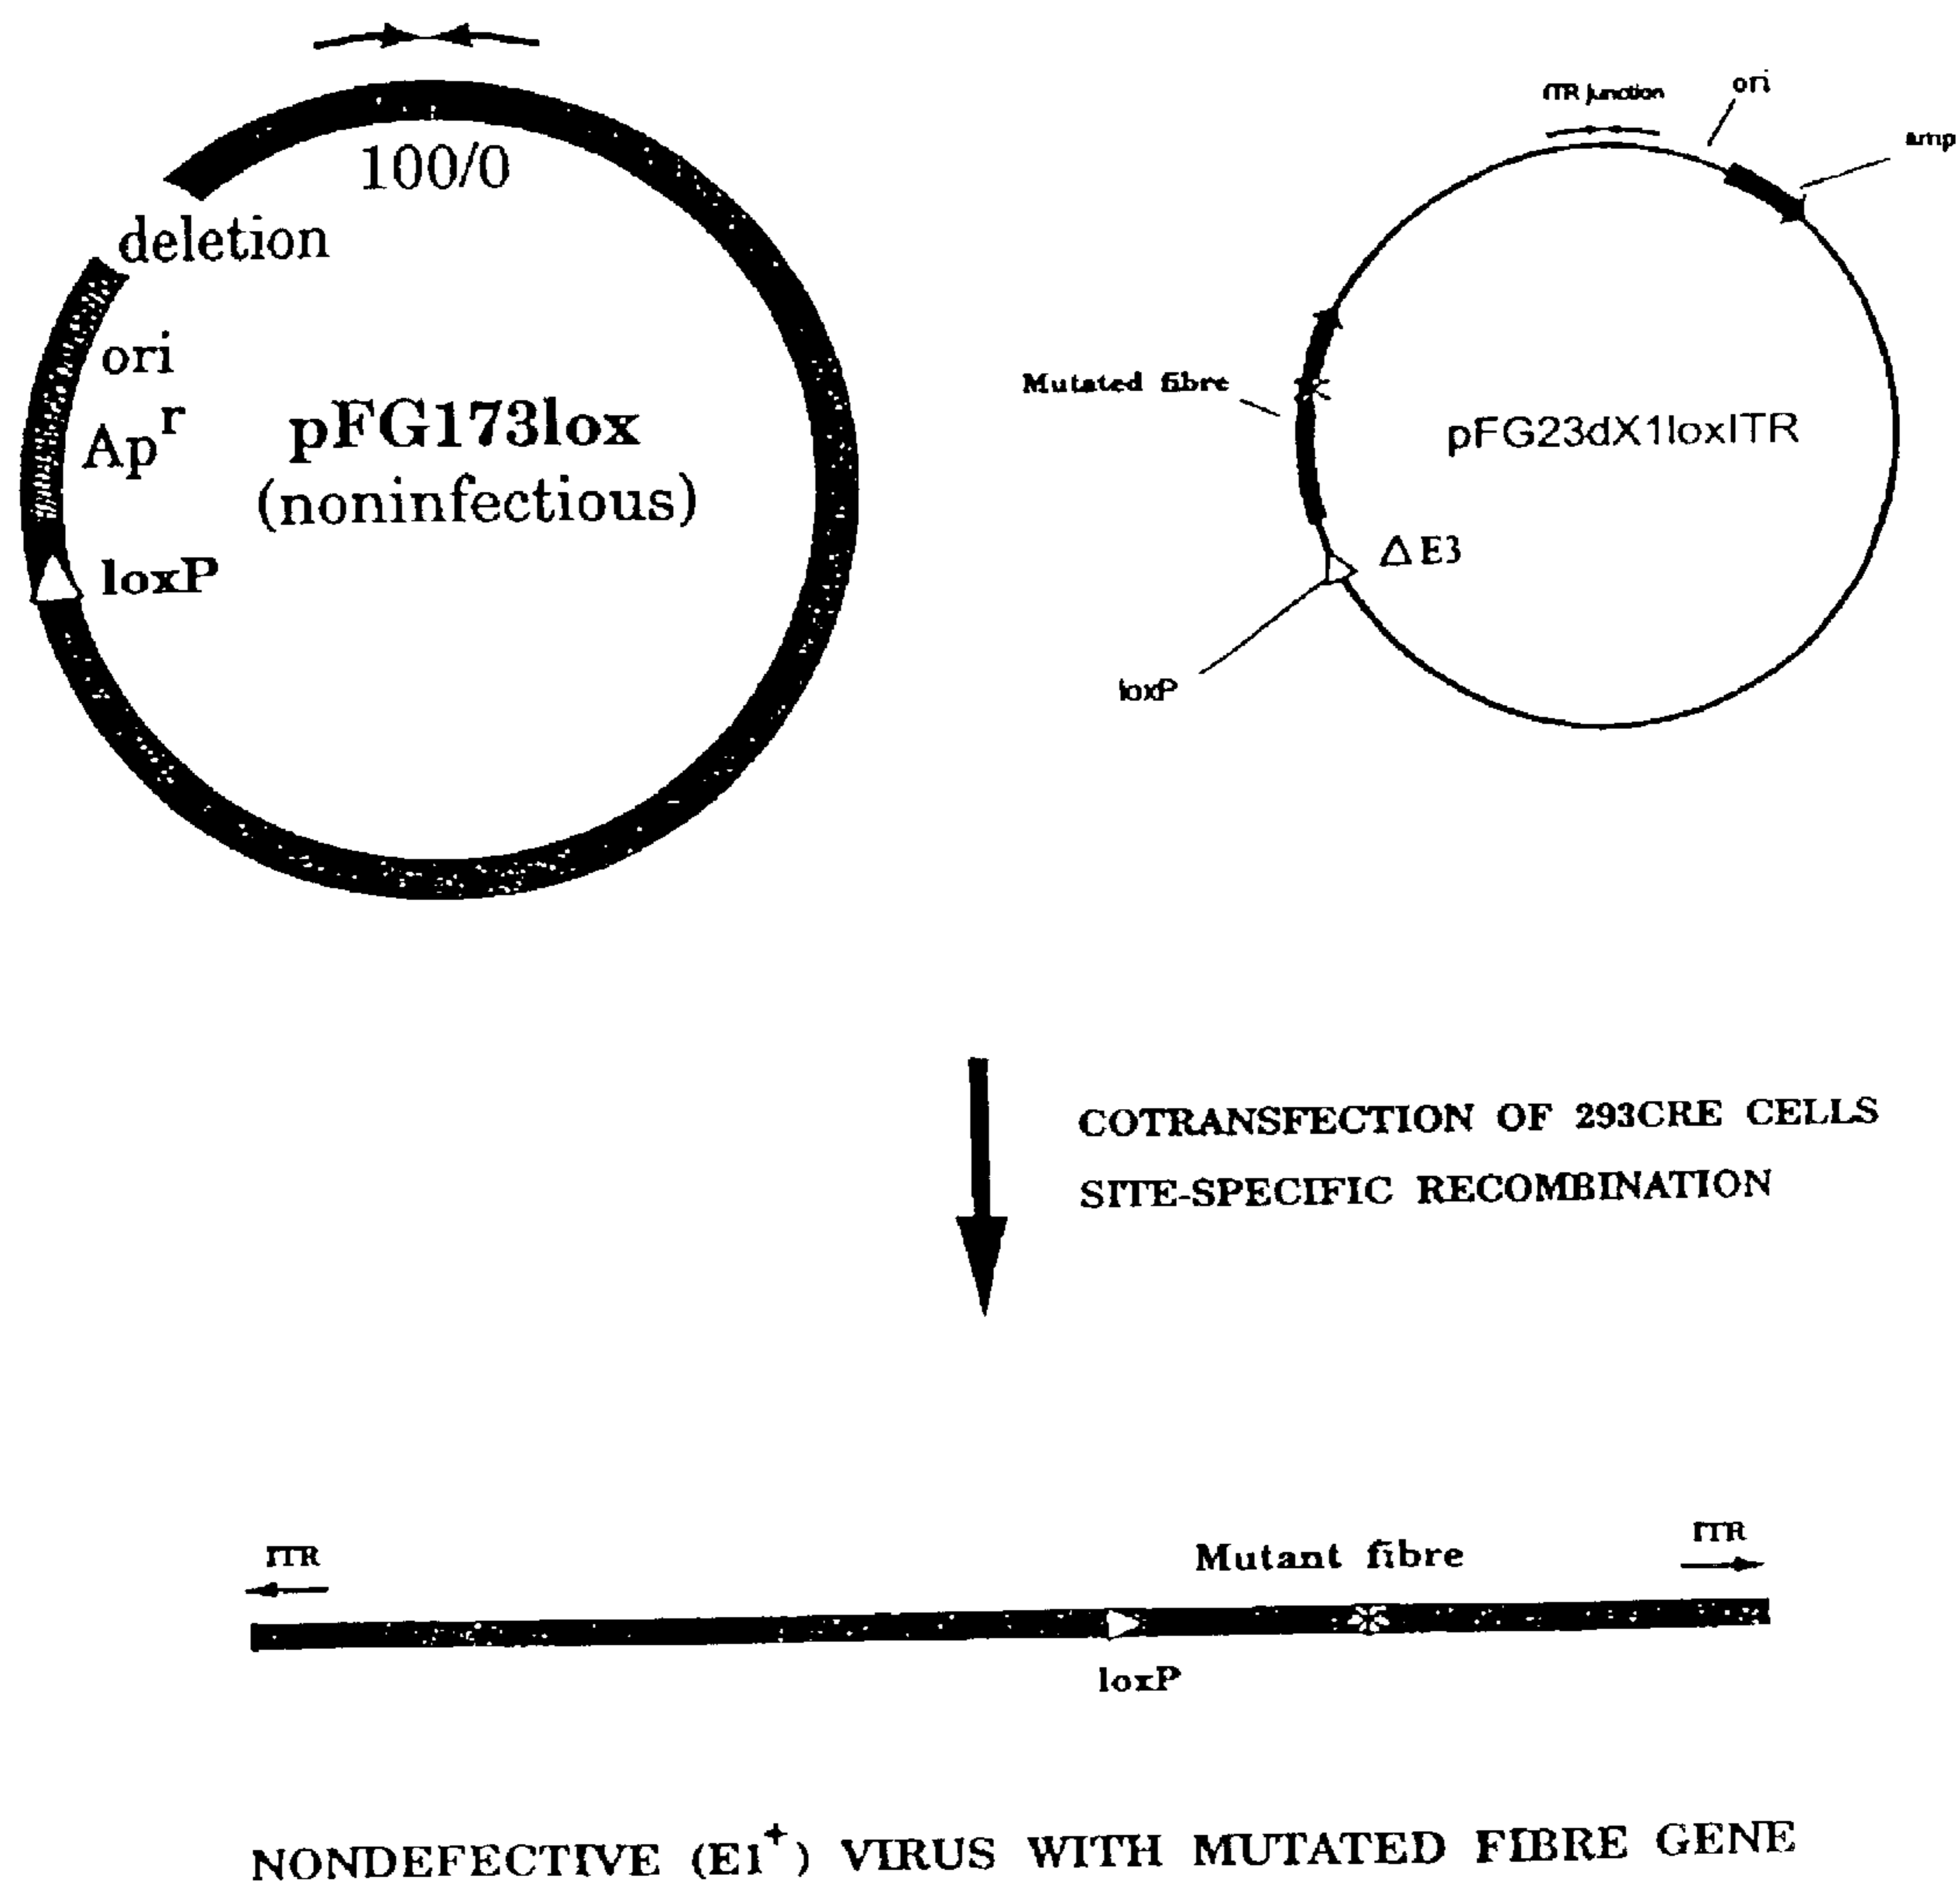 100/0
deletion
ori
Ap^r
pFG173lox
(noninfectious)
loxP
ITR Junction
ori
amp
Mutated fibre
pFG23dX1loxITR
ΔE3
loxP
COTRANSFECTION OF 293CRE CELLS
SITE-SPECIFIC RECOMBINATION
ITR
Mutant fibre
ITR
loxP
NONDEFECTIVE (E1^+) VIRUS WITH MUTATED FIBRE GENE